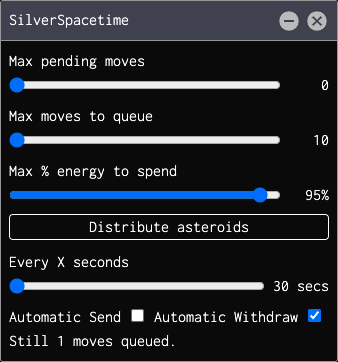 SilverSpacetime
Max pending moves
0
Max moves to queue
10
Max % energy to spend
95%
Distribute asteroids
Every X seconds
30 secs
Automatic Send Automatic Withdraw
Still 1 moves queued.